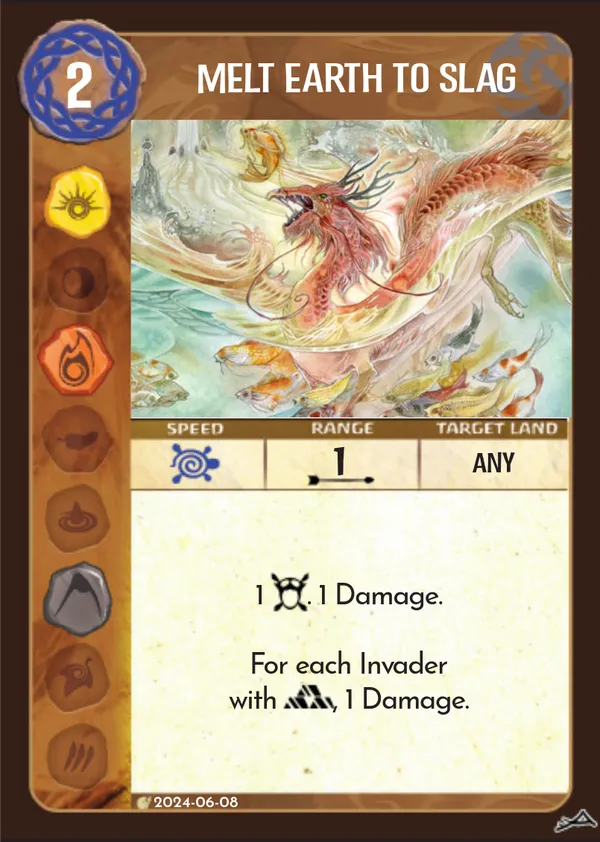 2
MELT EARTH TO SLAG
SPEED RANGE TARGET LAND
1 ANY
1 . 1 Damage.
For each Invader
with , 1 Damage.
2024-06-08